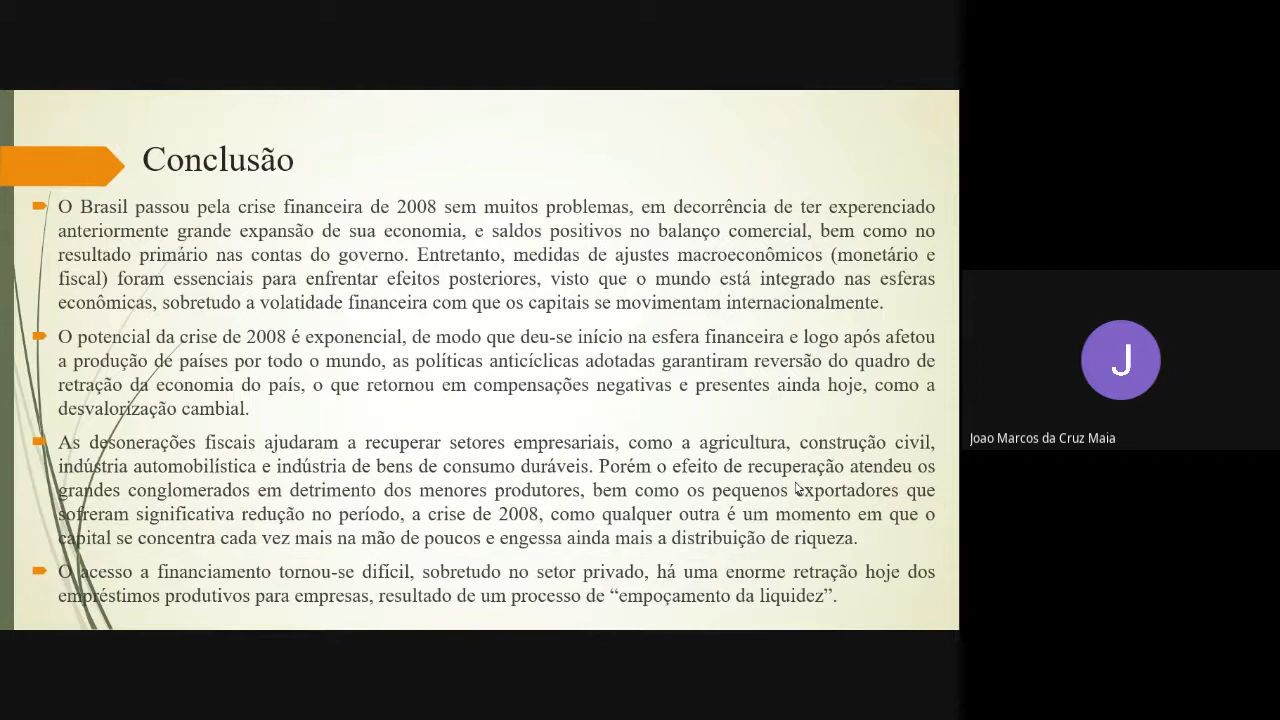 Conclusão
O Brasil passou pela crise financeira de 2008 sem muitos problemas, em decorrência de ter experenciado
anteriormente grande expansão de sua economia, e saldos positivos no balanço comercial, bem como no
resultado primário nas contas do governo. Entretanto, medidas de ajustes macroeconômicos (monetário e
fiscal) foram essenciais para enfrentar efeitos posteriores, visto que o mundo está integrado nas esferas
econômicas, sobretudo a volatidade financeira com que os capitais se movimentam internacionalmente.
O potencial da crise de 2008 é exponencial, de modo que deu-se início na esfera financeira e logo após afetou
a produção de países por todo o mundo, as políticas anticíclicas adotadas garantiram reversão do quadro de
retração da economia do país, o que retornou em compensações negativas e presentes ainda hoje, como a
desvalorização cambial.
As desonerações fiscais ajudaram a recuperar setores empresariais, como a agricultura, construção civil,
indústria automobilística e indústria de bens de consumo duráveis. Porém o efeito de recuperação atendeu os
grandes conglomerados em detrimento dos menores produtores, bem como os pequenos exportadores que
sofreram significativa redução no período, a crise de 2008, como qualquer outra é um momento em que o
capital se concentra cada vez mais na mão de poucos e engessa ainda mais a distribuição de riqueza.
O acesso a financiamento tornou-se difícil, sobretudo no setor privado, há uma enorme retração hoje dos
empréstimos produtivos para empresas, resultado de um processo de “empoçamento da liquidez”.
J
Joao Marcos da Cruz Maia